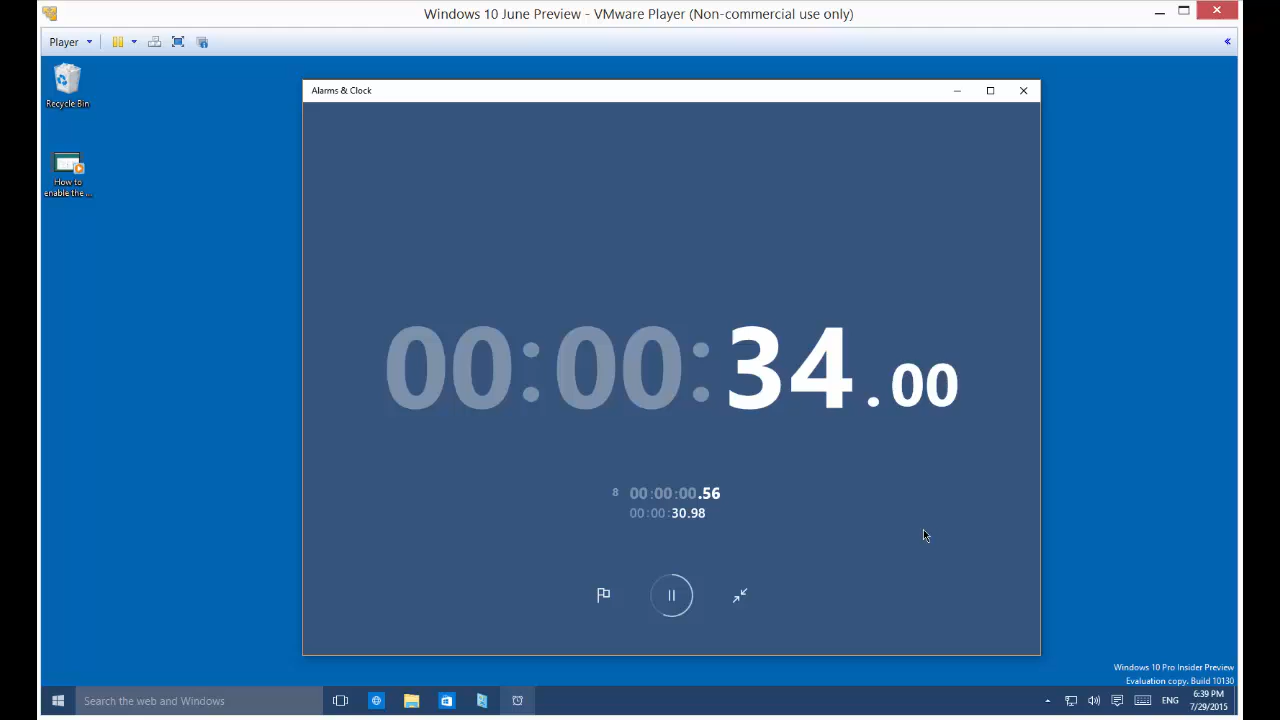 Windows 10 June Preview - VMware Player (Non-commercial use only)
Player
Recycle Bin
How to
enable the ...
Alarms & Clock
00:00:34.00
8 00:00:00.56
00:00:30.98
Windows 10 Pro Insider Preview
Evaluation copy. Build 10130
Search the web and Windows
ENG
6:39 PM
7/29/2015